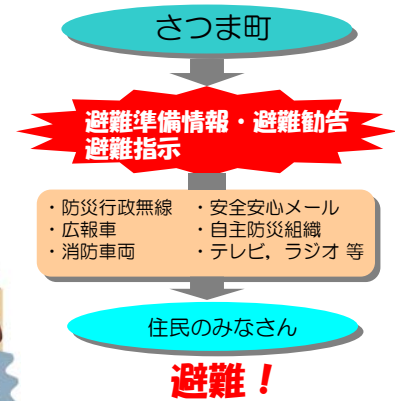 さつま町
避難準備情報・避難勧告
避難指示
・防災行政無線　・安全安心メール
・広報車　・自主防災組織
・消防車両　・テレビ，ラジオ 等
住民のみなさん
避難！